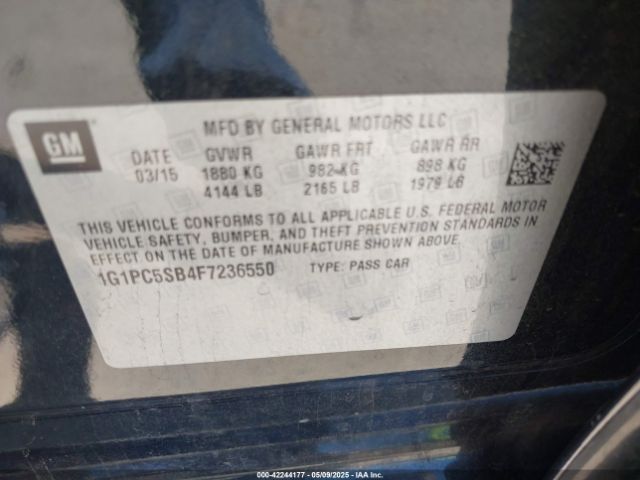 GM
MFD BY GENERAL MOTORS LLC
DATE GVWR GAWR FRT GAWR RR
03/15 1880 KG 982 KG 898 KG
4144 LB 2165 LB 1979 LB
THIS VEHICLE CONFORMS TO ALL APPLICABLE U.S. FEDERAL MOTOR
VEHICLE SAFETY, BUMPER, AND THEFT PREVENTION STANDARDS IN
EFFECT ON THE DATE OF MANUFACTURE SHOWN ABOVE.
1G1PC5SB4F7236550 TYPE: PASS CAR
000-42244177 - 05/09/2025 - IAAI, Inc.